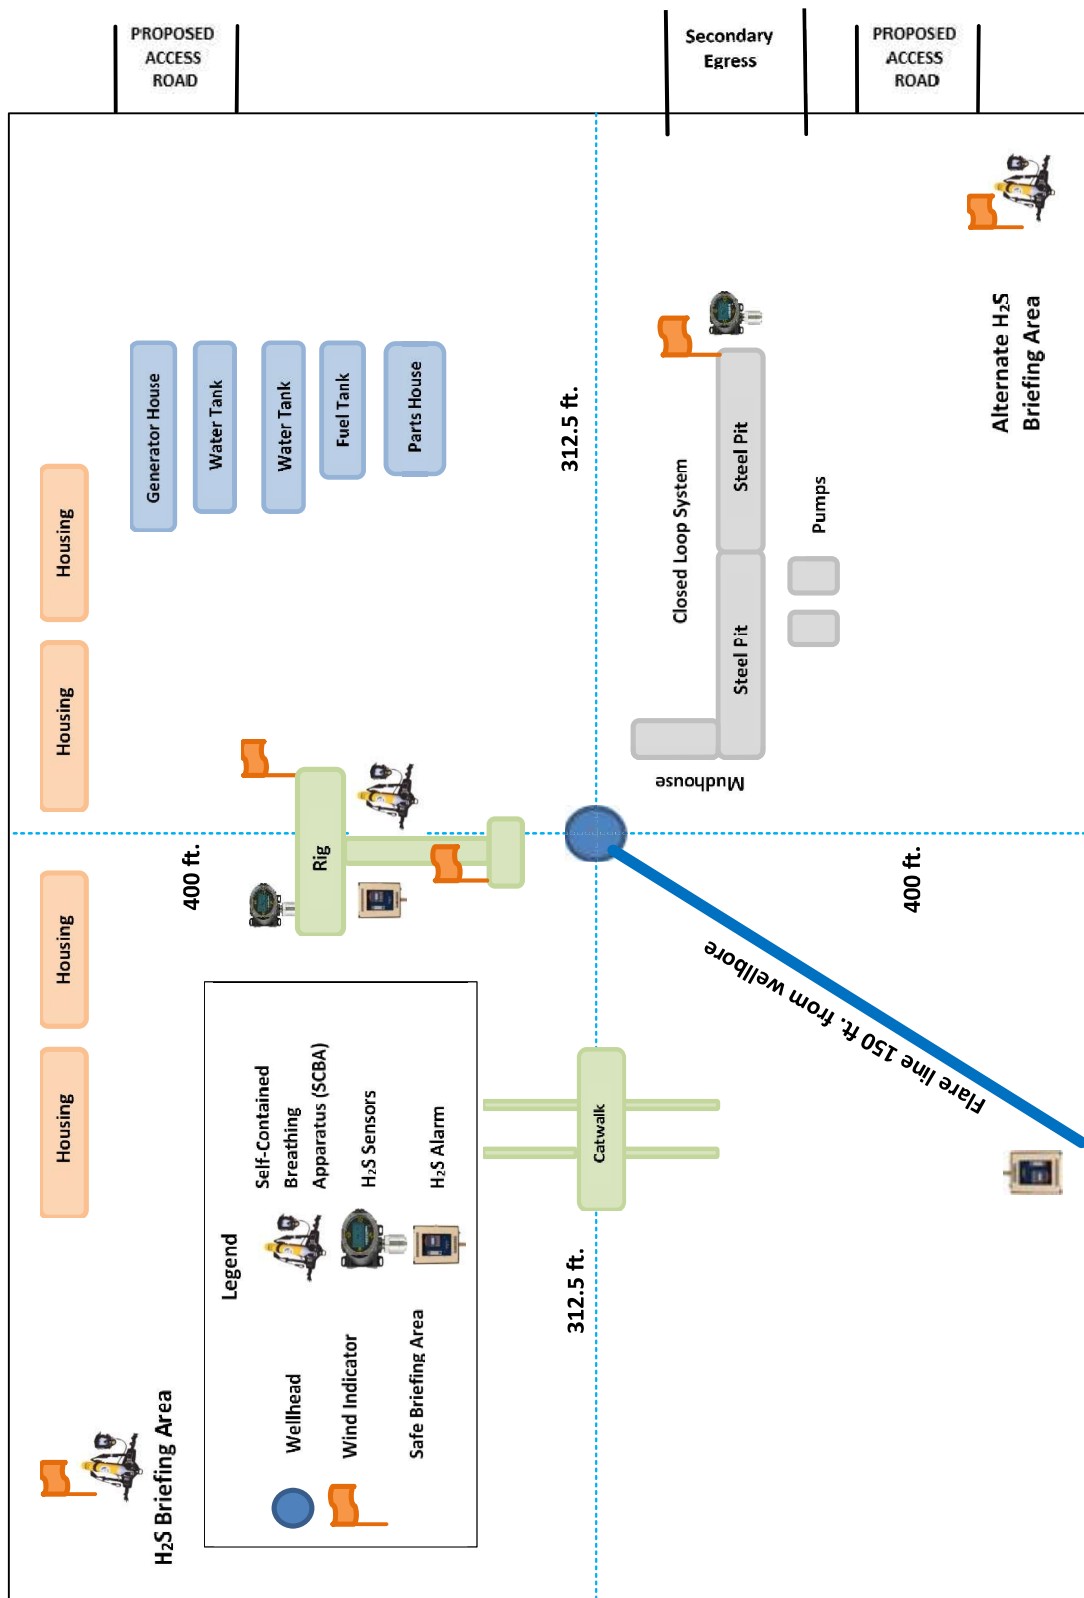 PROPOSED
ACCESS
ROAD
Secondary
Egress
PROPOSED
ACCESS
ROAD
Housing
Housing
Housing
Housing
Generator House
Water Tank
Water Tank
Fuel Tank
Parts House
312.5 ft.
Closed Loop System
Steel Pit
Steel Pit
Pumps
Mudhouse
Alternate H₂S
Briefing Area
400 ft.
Rig
400 ft.
Flare line 150 ft. from wellbore
Catwalk
312.5 ft.
Legend
Self-Contained
Breathing
Apparatus (SCBA)
H₂S Sensors
H₂S Alarm
Wellhead
Wind Indicator
Safe Briefing Area
H₂S Briefing Area